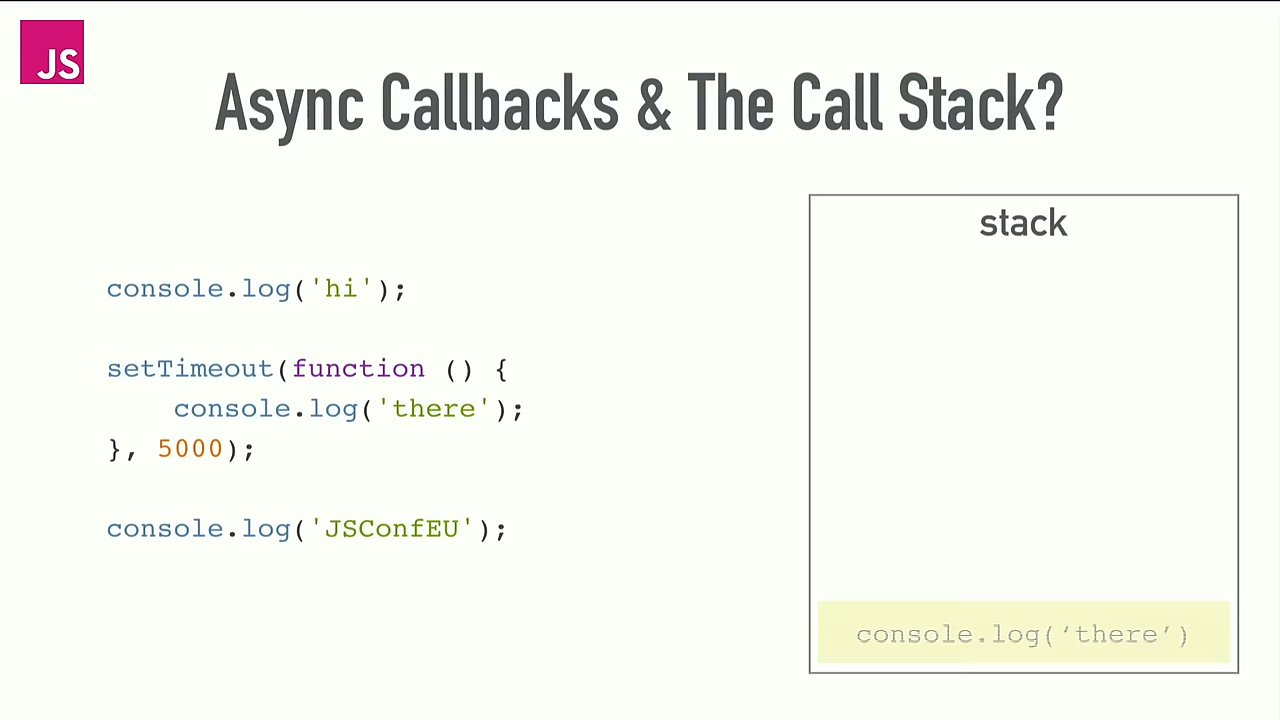 JS
Async Callbacks & The Call Stack?
stack
console.log('hi');
setTimeout(function () {
    console.log('there');
}, 5000);
console.log('JSConfEU');
console.log(‘there’)